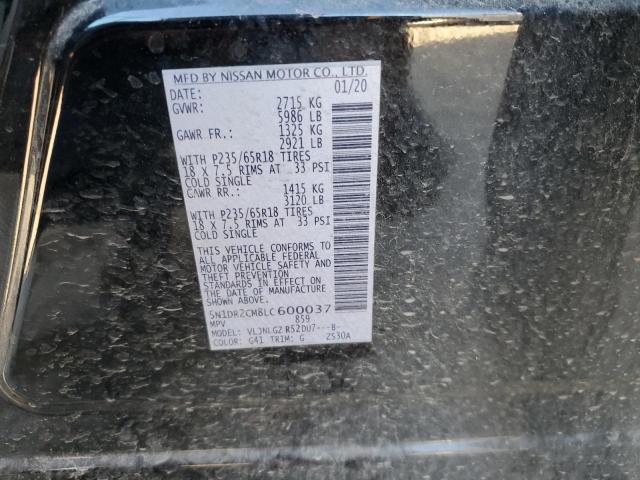 MFD BY NISSAN MOTOR CO., LTD.
DATE: 01/20
GVWR: 2715 KG
5986 LB
GAWR FR.: 1325 KG
2921 LB
WITH P235/65R18 TIRES
18 X 7.5 RIMS AT 33 PSI
COLD SINGLE
GAWR RR.: 1415 KG
3120 LB
WITH P235/65R18 TIRES
18 X 7.5 RIMS AT 33 PSI
COLD SINGLE
THIS VEHICLE CONFORMS TO
ALL APPLICABLE FEDERAL
MOTOR VEHICLE SAFETY AND
THEFT PREVENTION
STANDARDS IN EFFECT ON
THE DATE OF MANUFACTURE
SHOWN ABOVE.
5N1DR2CM8LC600037
MPV 859
MODEL: VLJNLGZ R52DU7---B-
COLOR: G41 TRIM: G 2530A